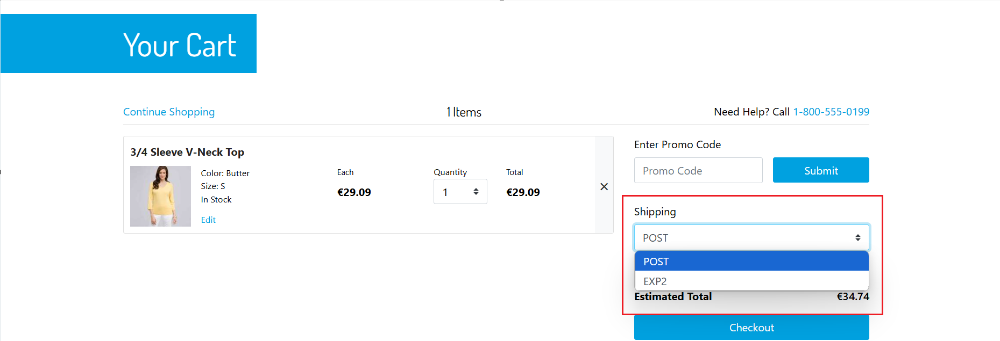 Your Cart
Continue Shopping
1 Items
Need Help? Call 1-800-555-0199
3/4 Sleeve V-Neck Top
Color: Butter
Size: S
In Stock
Edit
Each
€29.09
Quantity
1
Total
€29.09
Enter Promo Code
Promo Code
Submit
Shipping
POST
POST
EXP2
Estimated Total €34.74
Checkout